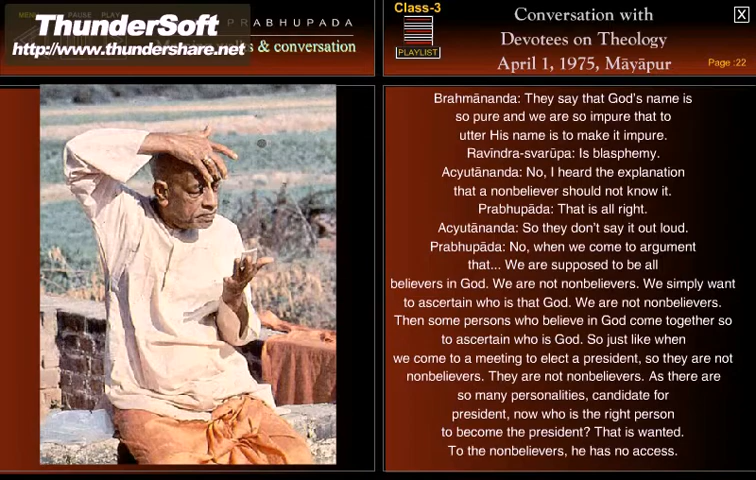 MENU
PAUSE PLAY
PRABHUPADA
ThunderSoft
http://www.thundershare.net
& conversation
Class-3
PLAYLIST
Conversation with
Devotees on Theology
April 1, 1975, Māyāpur
X
Page :22
Brahmānanda: They say that God's name is
so pure and we are so impure that to
utter His name is to make it impure.
Ravindra-svarūpa: Is blasphemy.
Acyutānanda: No, I heard the explanation
that a nonbeliever should not know it.
Prabhupāda: That is all right.
Acyutānanda: So they don't say it out loud.
Prabhupāda: No, when we come to argument
that... We are supposed to be all
believers in God. We are not nonbelievers. We simply want
to ascertain who is that God. We are not nonbelievers.
Then some persons who believe in God come together so
to ascertain who is God. So just like when
we come to a meeting to elect a president, so they are not
nonbelievers. They are not nonbelievers. As there are
so many personalities, candidate for
president, now who is the right person
to become the president? That is wanted.
To the nonbelievers, he has no access.